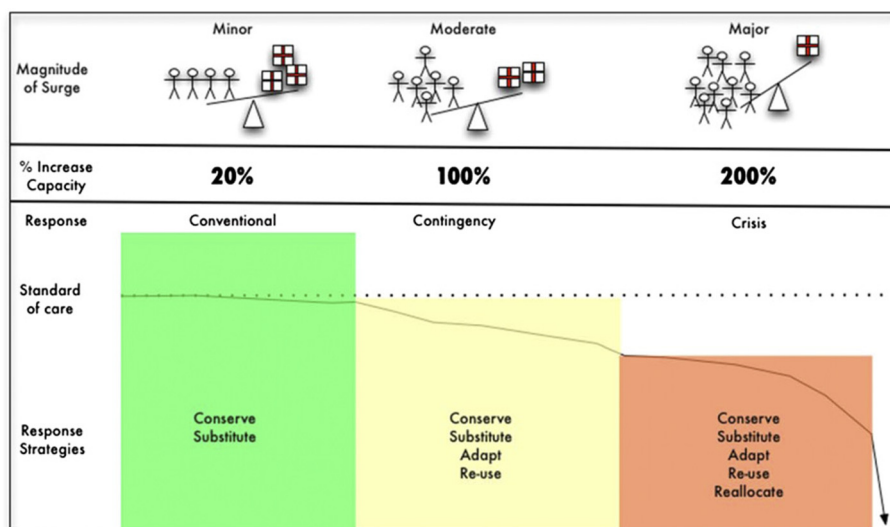 Minor
Moderate
Major
Magnitude
of Surge
% Increase
Capacity
20%
100%
200%
Response
Conventional
Contingency
Crisis
Standard
of care
Response
Strategies
Conserve
Substitute
Conserve
Substitute
Adapt
Re-use
Conserve
Substitute
Adapt
Re-use
Reallocate